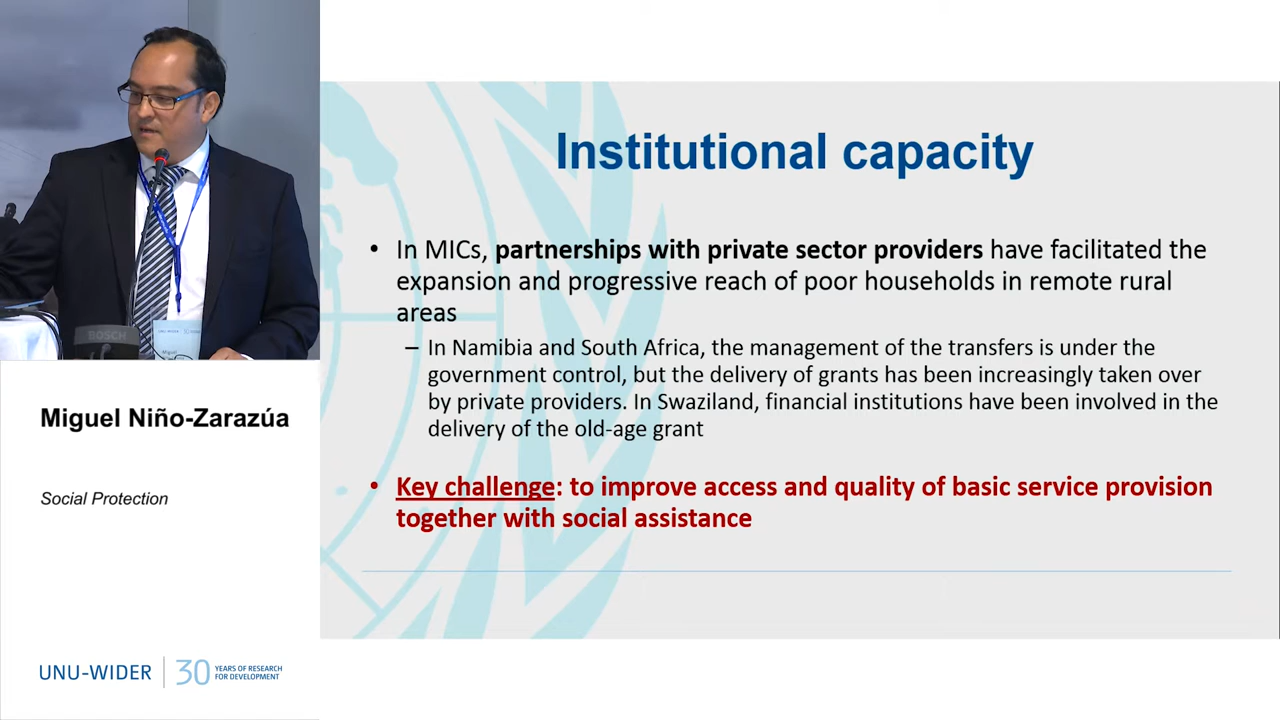 Institutional capacity
• In MICs, partnerships with private sector providers have facilitated the
expansion and progressive reach of poor households in remote rural
areas
– In Namibia and South Africa, the management of the transfers is under the
government control, but the delivery of grants has been increasingly taken over
by private providers. In Swaziland, financial institutions have been involved in the
delivery of the old-age grant
• Key challenge: to improve access and quality of basic service provision
together with social assistance
BOSCH
UNU-WIDER
Miguel
Miguel Niño-Zarazúa
Social Protection
UNU-WIDER
30 YEARS OF RESEARCH
FOR DEVELOPMENT